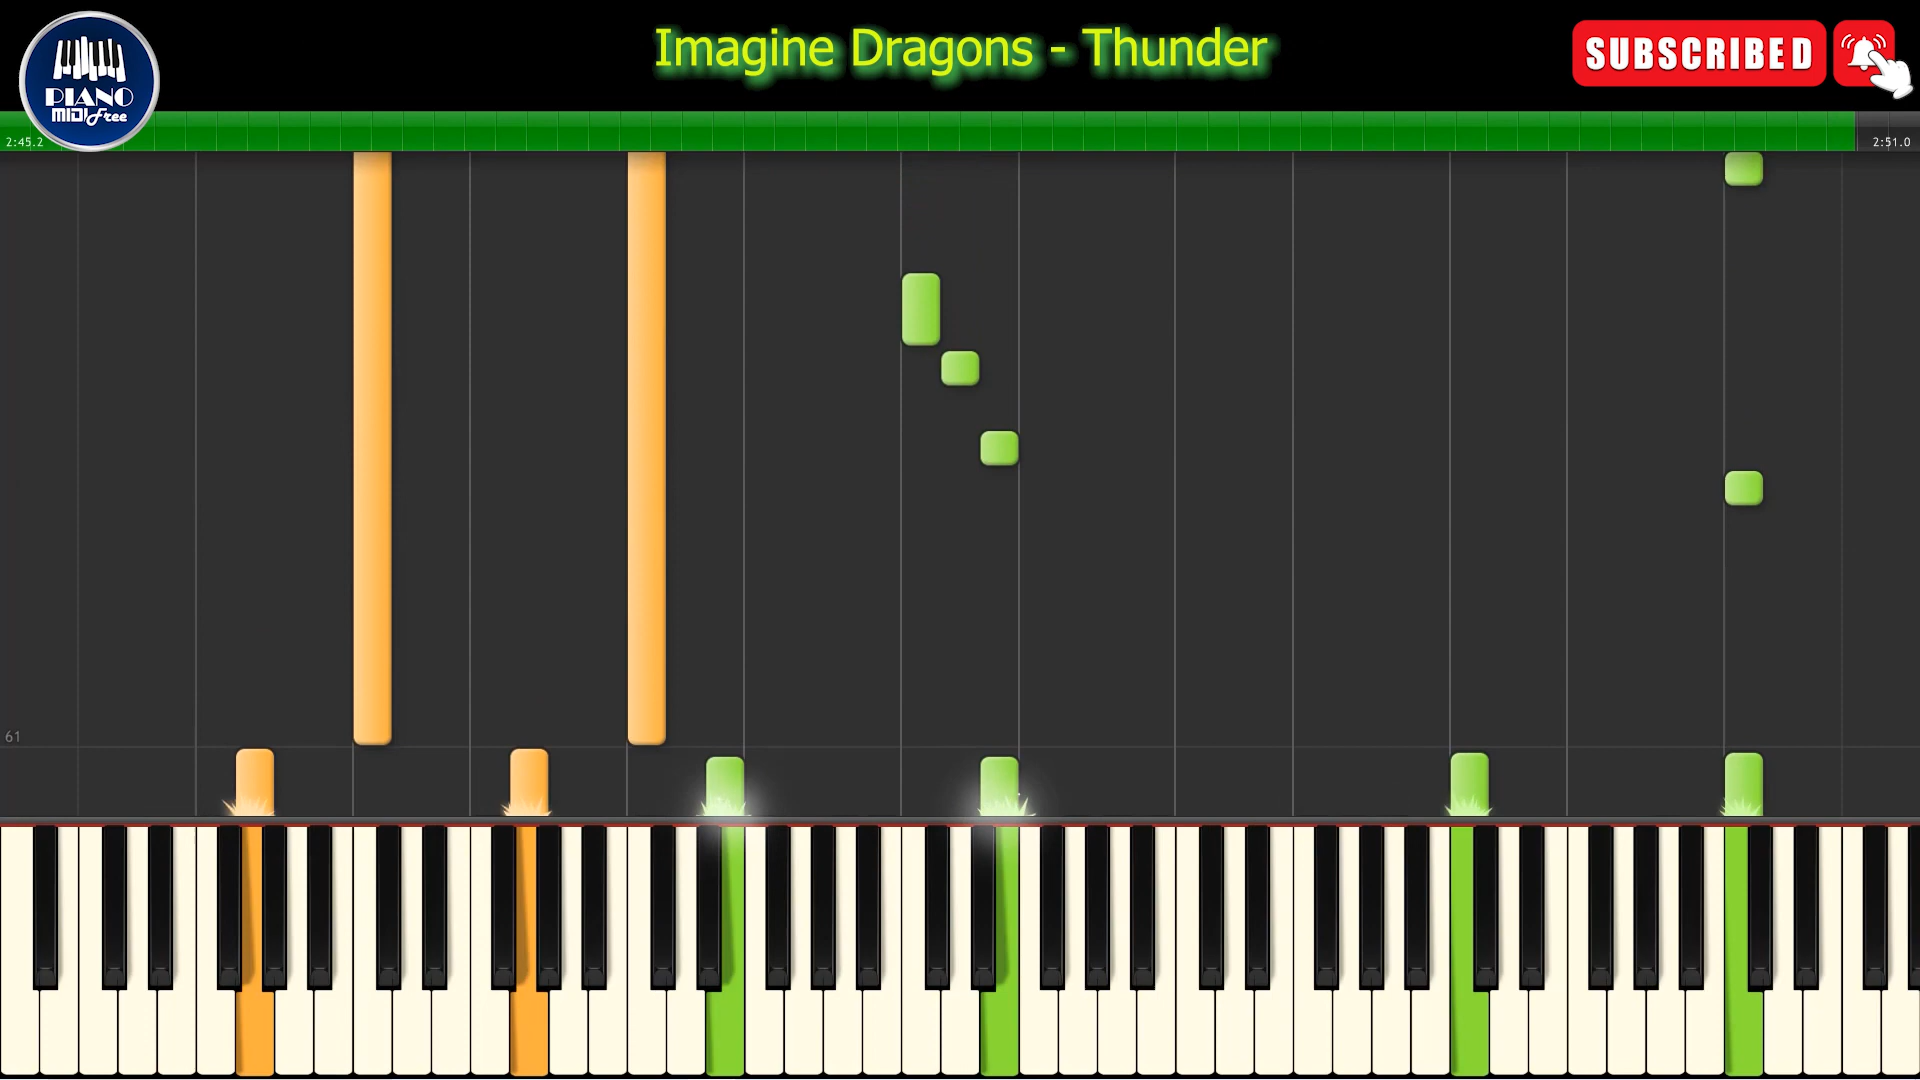 PIANO
MIDI Free
Imagine Dragons - Thunder
SUBSCRIBED
2:45.2
2:51.0
61